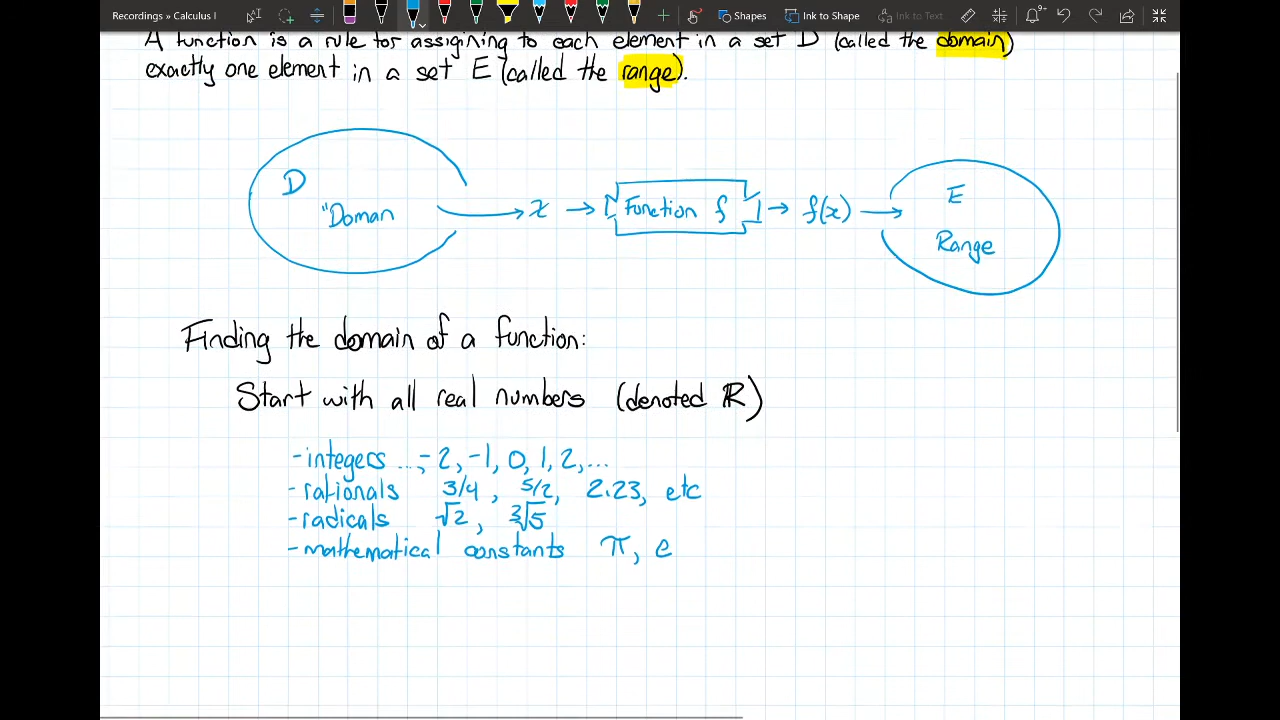 Recordings » Calculus I
Shapes
Ink to Shape
Ink to Text
9+
A function is a rule for assigining to each element in a set D (called the domain)
exactly one element in a set E (called the range).
D
"Doman
x
Function f
f(x)
E
Range
Finding the domain of a function:
Start with all real numbers (denoted ℝ)
-integers ...,-2, -1, 0, 1, 2,...
-rationals 3/4, 5/2, 2.23, etc
-radicals √2, ∛5
-mathematical constants π, e